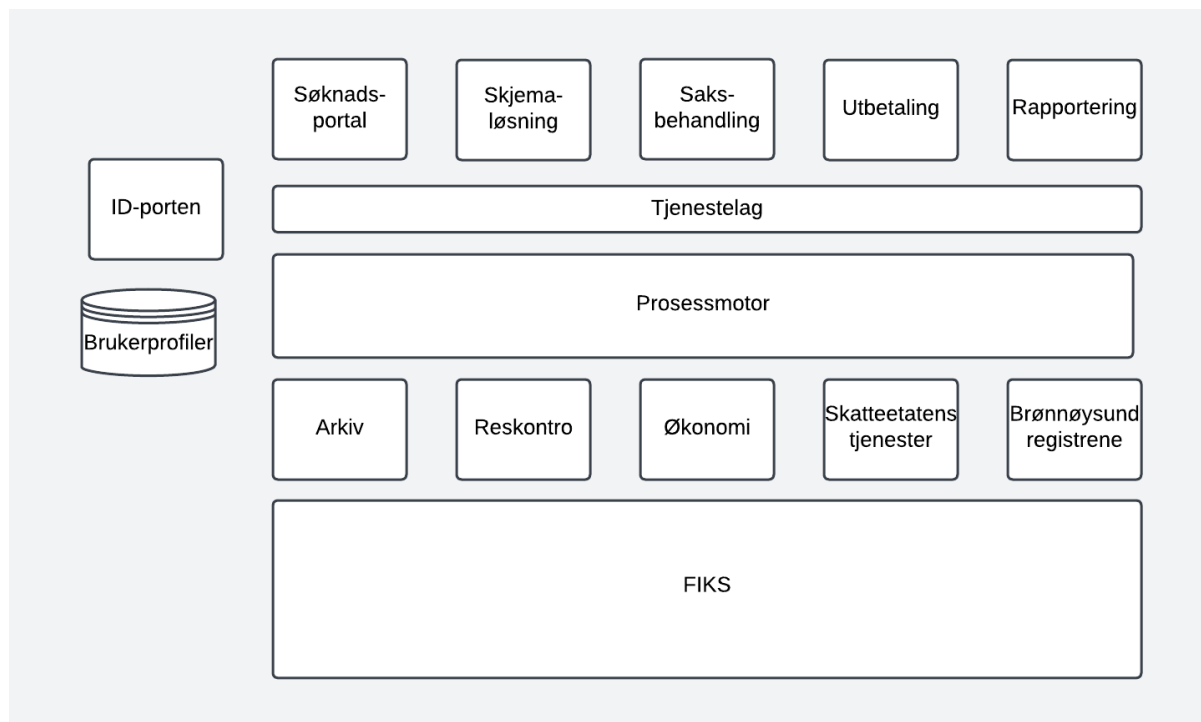 Søknads-
portal
Skjema-
løsning
Saks-
behandling
Utbetaling
Rapportering
ID-porten
Tjenestelag
Prosessmotor
Brukerprofiler
Arkiv
Reskontro
Økonomi
Skatteetatens
tjenester
Brønnøysund
registrene
FIKS